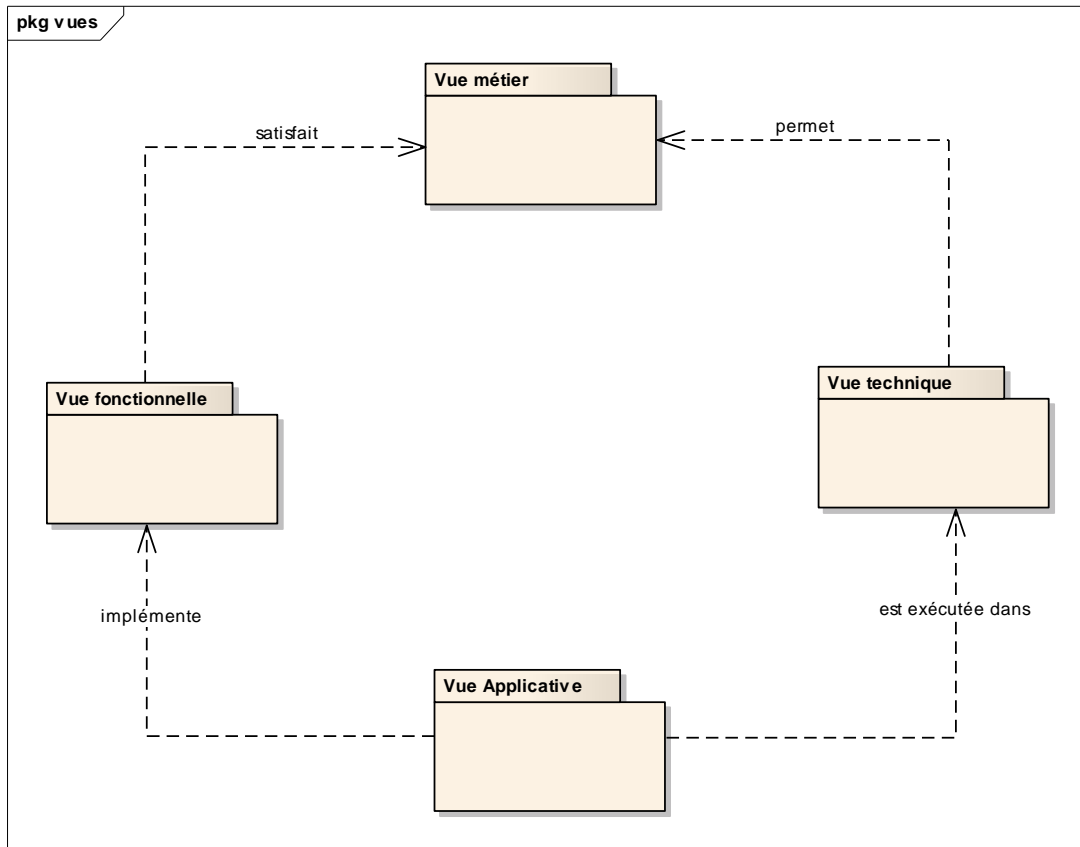 pkg vues
Vue métier
satisfait
permet
Vue fonctionnelle
Vue technique
implémente
est exécutée dans
Vue Applicative